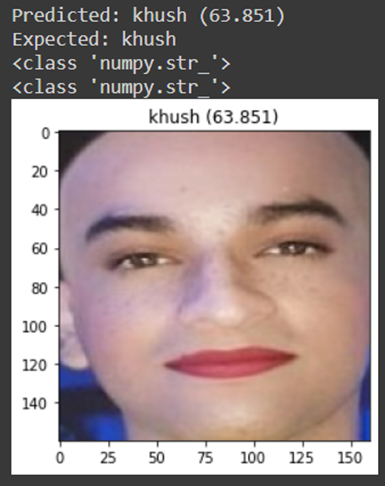 Predicted: khush (63.851)
Expected: khush
<class 'numpy.str_'>
<class 'numpy.str_'>
khush (63.851)
0
20
40
60
80
100
120
140
0 25 50 75 100 125 150